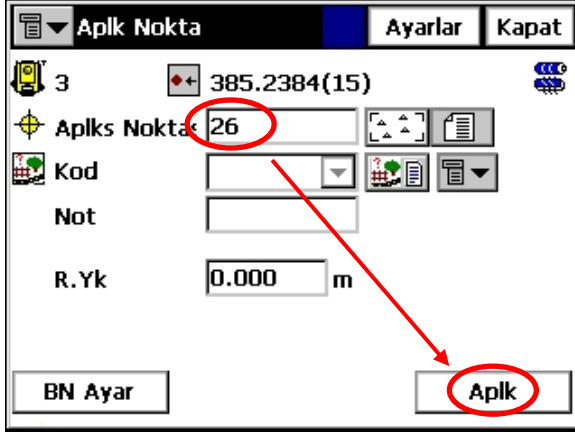 Aplk Nokta Ayarlar Kapat
3 385.2384(15)
Aplks Nokta 26
Kod
Not
R.Yk 0.000 m
BN Ayar Aplk